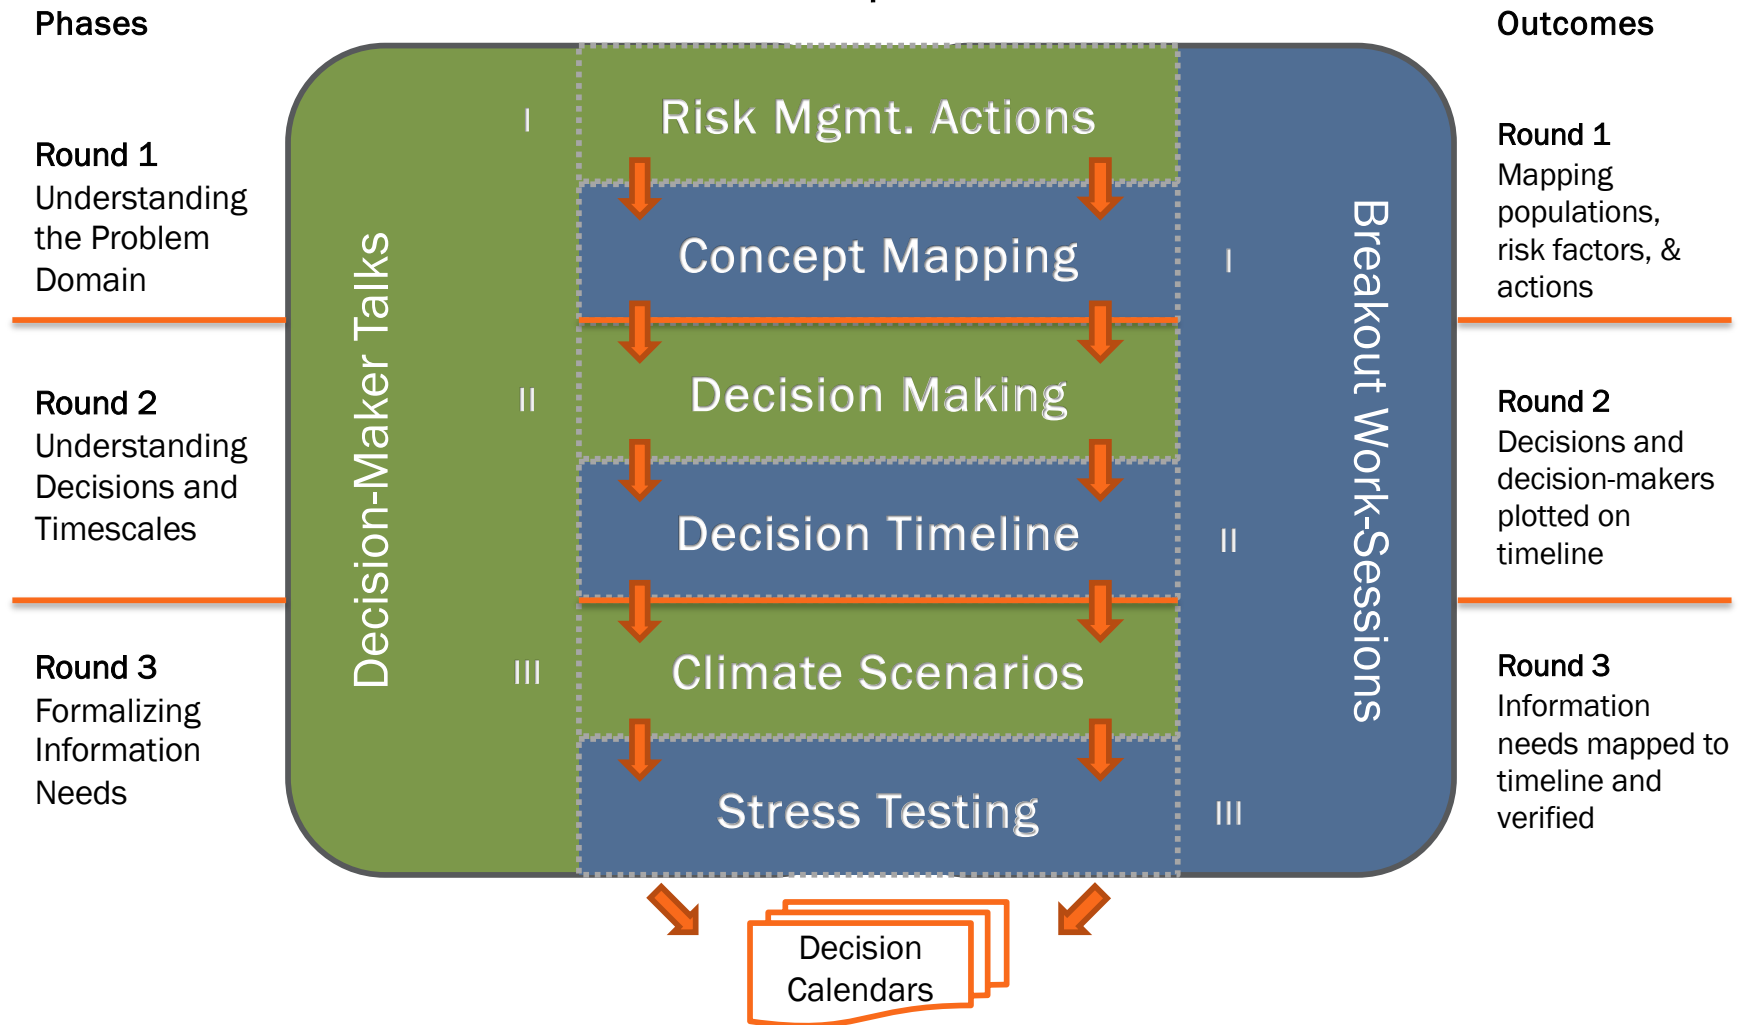 Phases
Outcomes
Round 1
Understanding
the Problem
Domain
Round 2
Understanding
Decisions and
Timescales
Round 3
Formalizing
Information
Needs
Decision-Maker Talks
I
Risk Mgmt. Actions
Concept Mapping
I
II
Decision Making
Decision Timeline
II
III
Climate Scenarios
Stress Testing
III
Breakout Work-Sessions
Round 1
Mapping
populations,
risk factors, &
actions
Round 2
Decisions and
decision-makers
plotted on
timeline
Round 3
Information
needs mapped to
timeline and
verified
Decision
Calendars